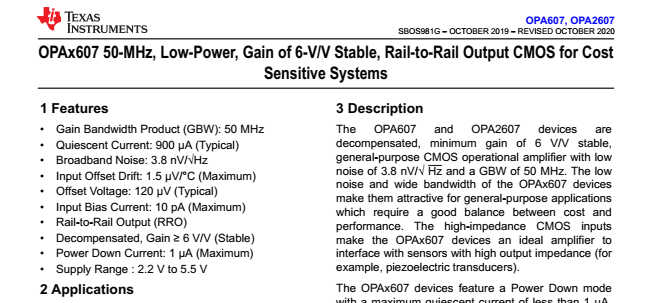 TEXAS
INSTRUMENTS
OPA607, OPA2607
SBOS981G – OCTOBER 2019 – REVISED OCTOBER 2020
OPAx607 50-MHz, Low-Power, Gain of 6-V/V Stable, Rail-to-Rail Output CMOS for Cost
Sensitive Systems
1 Features
• Gain Bandwidth Product (GBW): 50 MHz
• Quiescent Current: 900 μA (Typical)
• Broadband Noise: 3.8 nV/√Hz
• Input Offset Drift: 1.5 μV/°C (Maximum)
• Offset Voltage: 120 μV (Typical)
• Input Bias Current: 10 pA (Maximum)
• Rail-to-Rail Output (RRO)
• Decompensated, Gain ≥ 6 V/V (Stable)
• Power Down Current: 1 μA (Maximum)
• Supply Range : 2.2 V to 5.5 V
2 Applications
3 Description
The OPA607 and OPA2607 devices are
decompensated, minimum gain of 6 V/V stable,
general-purpose CMOS operational amplifier with low
noise of 3.8 nV/√Hz and a GBW of 50 MHz. The low
noise and wide bandwidth of the OPAx607 devices
make them attractive for general-purpose applications
which require a good balance between cost and
performance. The high-impedance CMOS inputs
make the OPAx607 devices an ideal amplifier to
interface with sensors with high output impedance (for
example, piezoelectric transducers).
The OPAx607 devices feature a Power Down mode
with a maximum quiescent current of less than 1 μA,